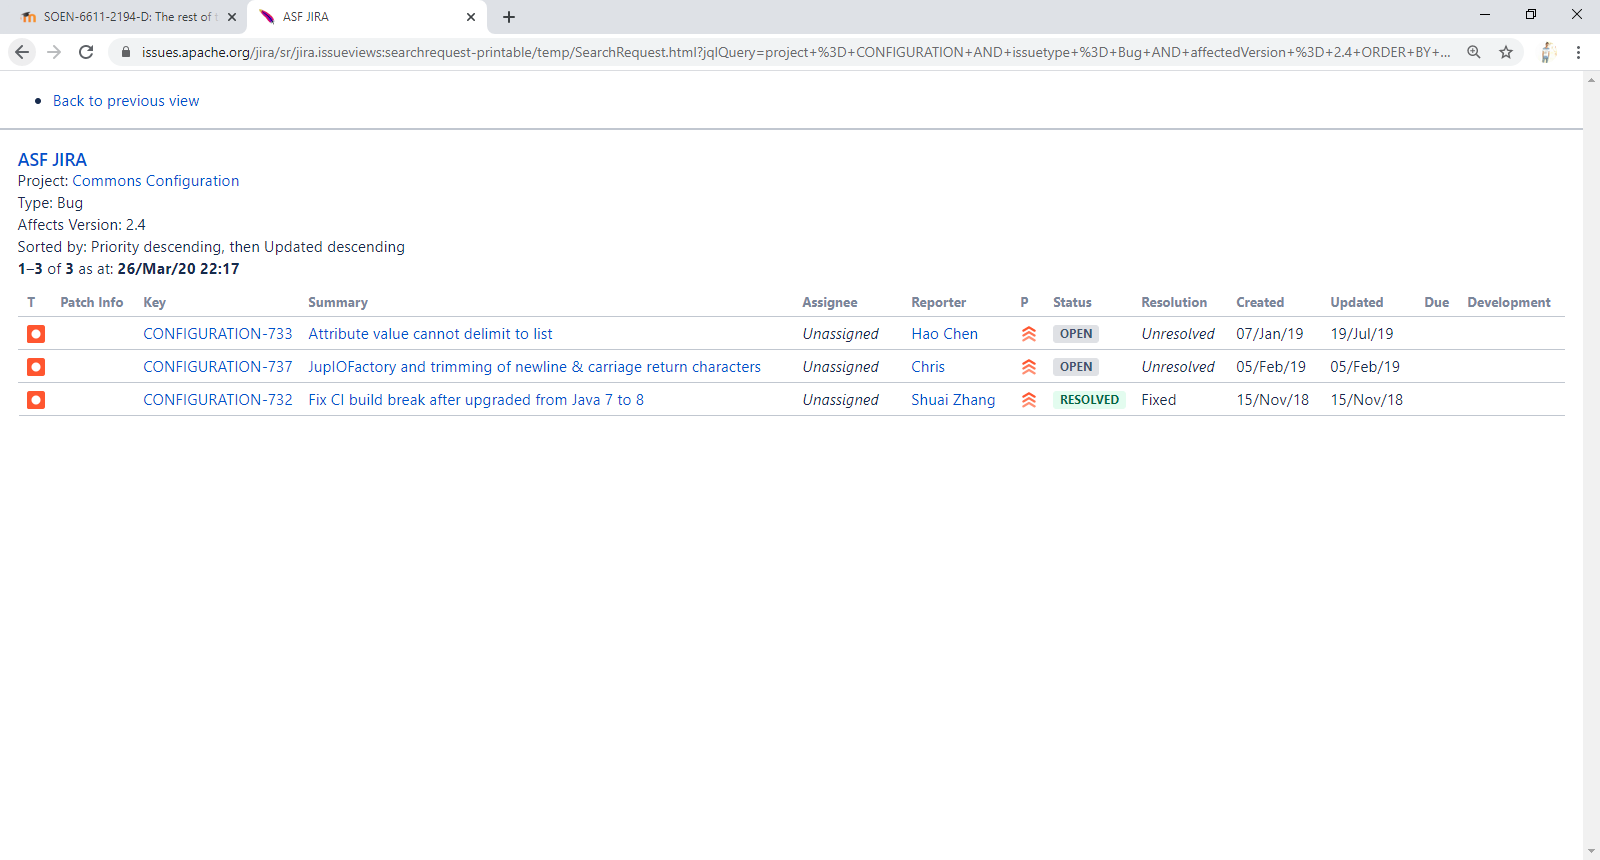 SOEN-6611-2194-D: The rest of
ASF JIRA
issues.apache.org/jira/sr/jira.issueviews:searchrequest-printable/temp/SearchRequest.html?jqlQuery=project+%3D+CONFIGURATION+AND+issuetype+%3D+Bug+AND+affectedVersion+%3D+2.4+ORDER+BY+...
• Back to previous view
ASF JIRA
Project: Commons Configuration
Type: Bug
Affects Version: 2.4
Sorted by: Priority descending, then Updated descending
1–3 of 3 as at: 26/Mar/20 22:17
T Patch Info Key Summary Assignee Reporter P Status Resolution Created Updated Due Development
CONFIGURATION-733 Attribute value cannot delimit to list Unassigned Hao Chen OPEN Unresolved 07/Jan/19 19/Jul/19
CONFIGURATION-737 JupIOFactory and trimming of newline & carriage return characters Unassigned Chris OPEN Unresolved 05/Feb/19 05/Feb/19
CONFIGURATION-732 Fix CI build break after upgraded from Java 7 to 8 Unassigned Shuai Zhang RESOLVED Fixed 15/Nov/18 15/Nov/18